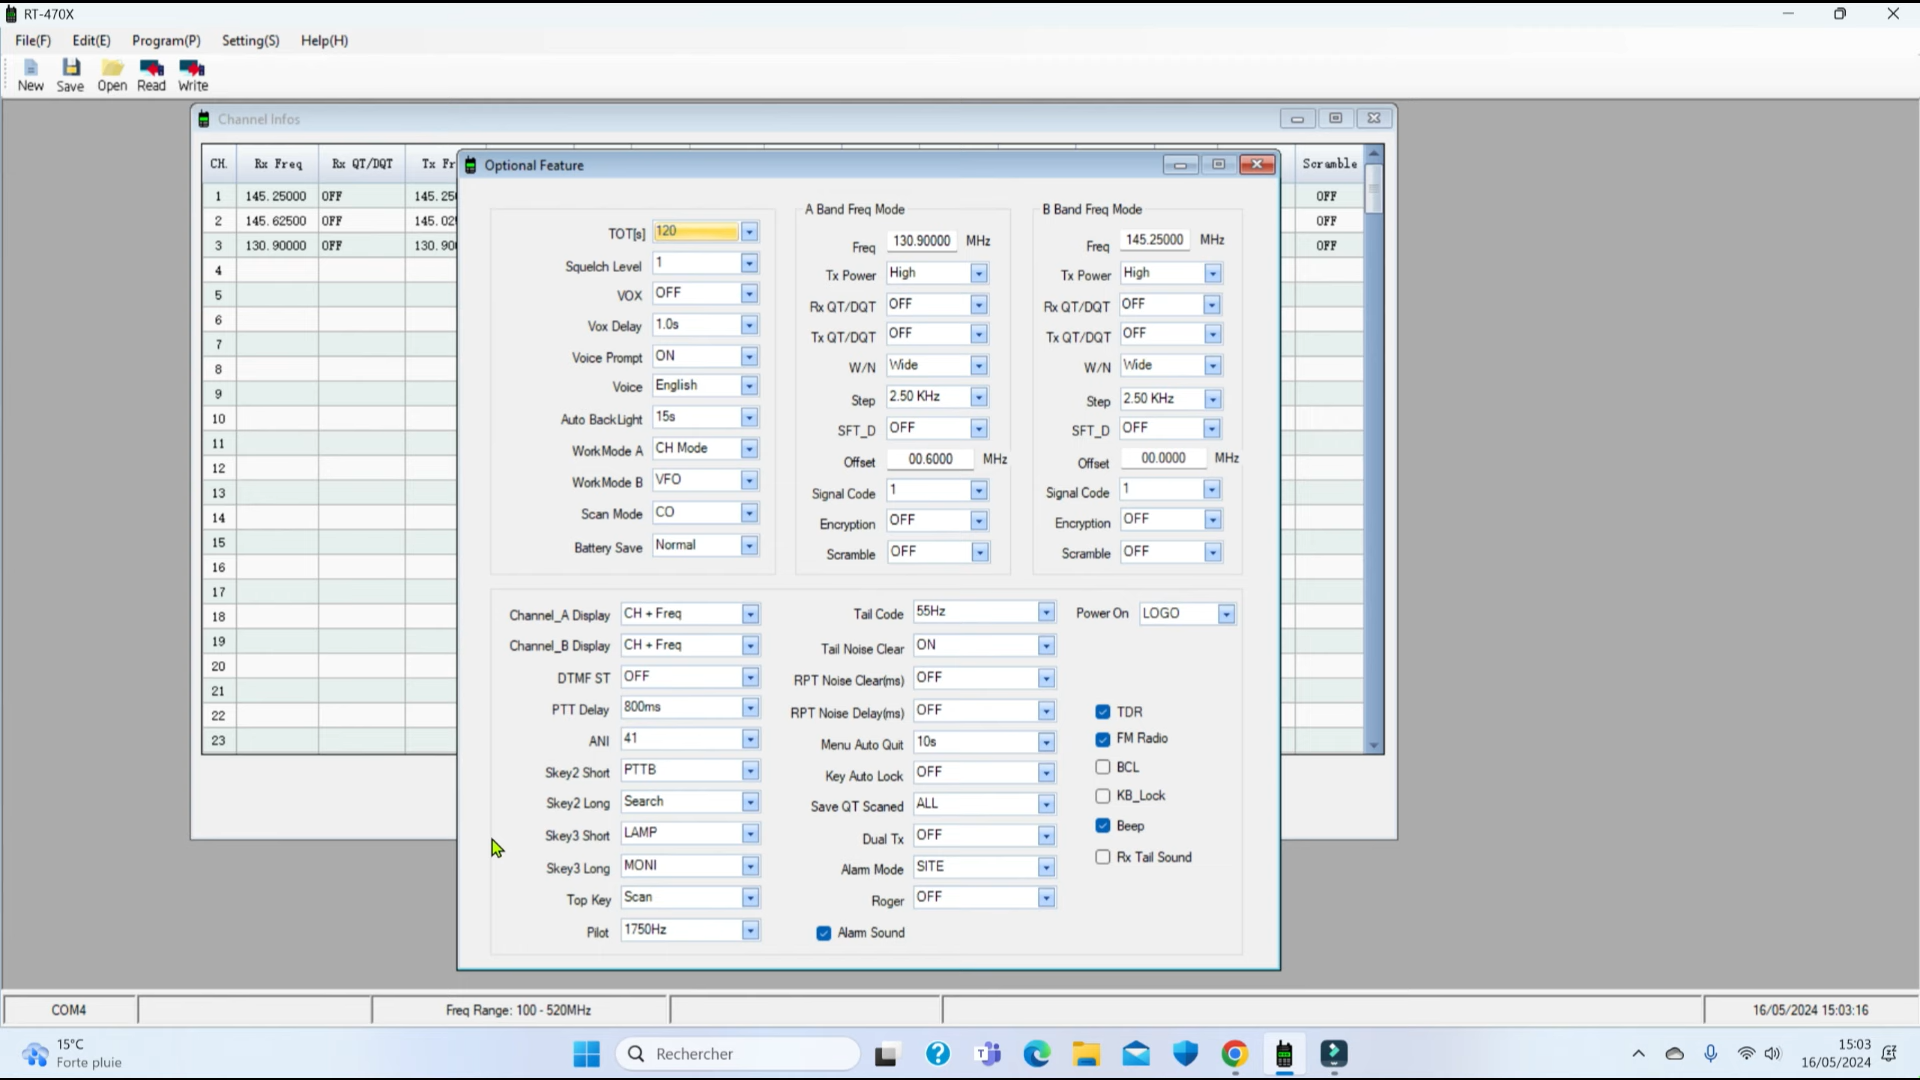 RT-470X
File(F) Edit(E) Program(P) Setting(S) Help(H)
New Save Open Read Write
Channel Infos
CH. Rx Freq Rx QT/DQT Tx Fr Scramble
1 145.25000 OFF 145.25 OFF
2 145.62500 OFF 145.02 OFF
3 130.90000 OFF 130.90 OFF
4
5
6
7
8
9
10
11
12
13
14
15
16
17
18
19
20
21
22
23
Optional Feature
TOT[s] 120
Squelch Level 1
VOX OFF
Vox Delay 1.0s
Voice Prompt ON
Voice English
Auto BackLight 15s
WorkMode A CH Mode
WorkMode B VFO
Scan Mode CO
Battery Save Normal
A Band Freq Mode
Freq 130.90000 MHz
Tx Power High
Rx QT/DQT OFF
Tx QT/DQT OFF
W/N Wide
Step 2.50 KHz
SFT_D OFF
Offset 00.6000 MHz
Signal Code 1
Encryption OFF
Scramble OFF
B Band Freq Mode
Freq 145.25000 MHz
Tx Power High
Rx QT/DQT OFF
Tx QT/DQT OFF
W/N Wide
Step 2.50 KHz
SFT_D OFF
Offset 00.0000 MHz
Signal Code 1
Encryption OFF
Scramble OFF
Channel_A Display CH + Freq
Channel_B Display CH + Freq
DTMF ST OFF
PTT Delay 800ms
ANI 41
Skey2 Short PTTB
Skey2 Long Search
Skey3 Short LAMP
Skey3 Long MONI
Top Key Scan
Pilot 1750Hz
Tail Code 55Hz
Tail Noise Clear ON
RPT Noise Clear(ms) OFF
RPT Noise Delay(ms) OFF
Menu Auto Quit 10s
Key Auto Lock OFF
Save QT Scaned ALL
Dual Tx OFF
Alarm Mode SITE
Roger OFF
Alarm Sound
Power On LOGO
TDR
FM Radio
BCL
KB_Lock
Beep
Rx Tail Sound
COM4 Freq Range: 100 - 520MHz 16/05/2024 15:03:16
15°C
Forte pluie
Rechercher
15:03
16/05/2024